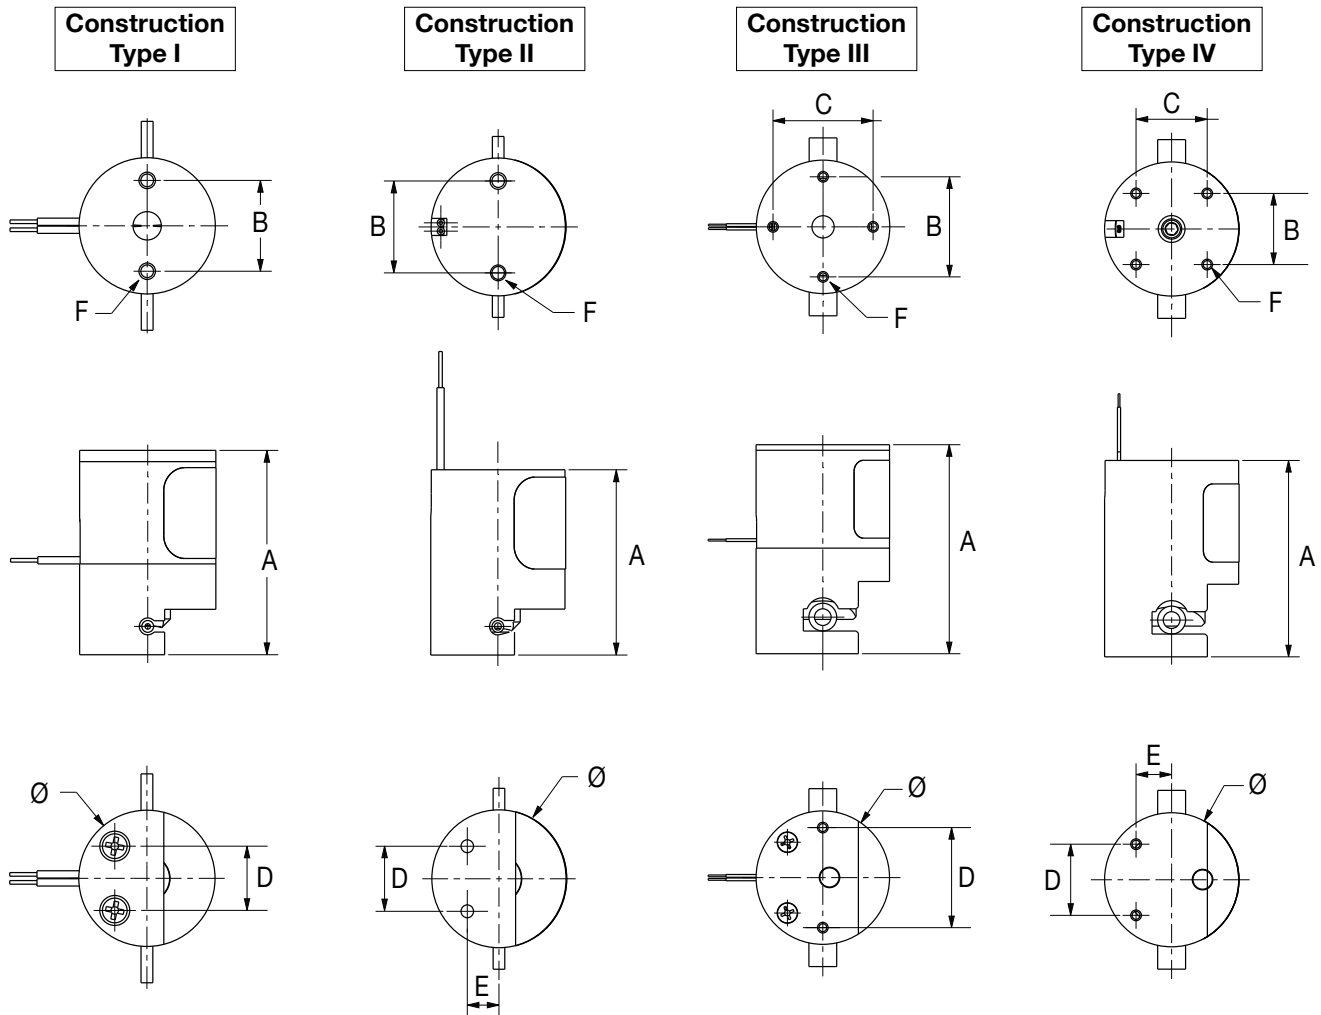 Construction
Type I
Construction
Type II
Construction
Type III
Construction
Type IV
B
F
B
F
C
B
F
C
B
F
A
A
A
A
Ø
D
Ø
D
E
Ø
D
E
Ø
D